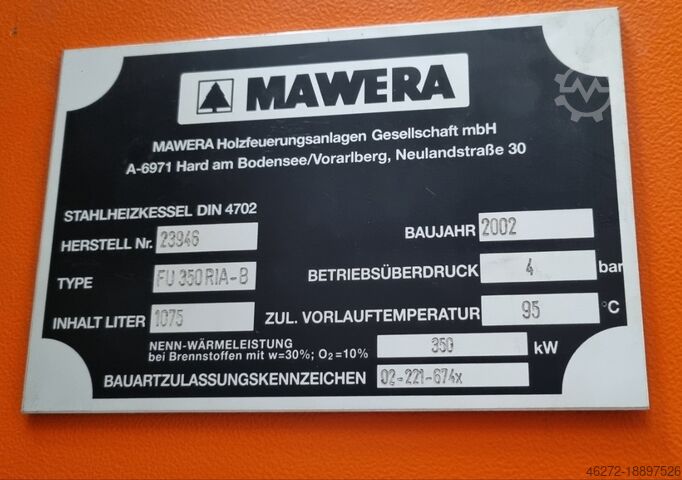 MAWERA
MAWERA Holzfeuerungsanlagen Gesellschaft mbH
A-6971 Hard am Bodensee/Vorarlberg, Neulandstraße 30
STAHLHEIZKESSEL DIN 4702
HERSTELL Nr. 23946
BAUJAHR 2002
TYPE FU 350 RIA-B
BETRIEBSÜBERDRUCK 4 bar
INHALT LITER 1075
ZUL. VORLAUFTEMPERATUR 95 °C
NENN-WÄRMELEISTUNG
bei Brennstoffen mit w=30%; O₂=10% 350 kW
BAUARTZULASSUNGSKENNZEICHEN 02-221-674x
46272-18897526